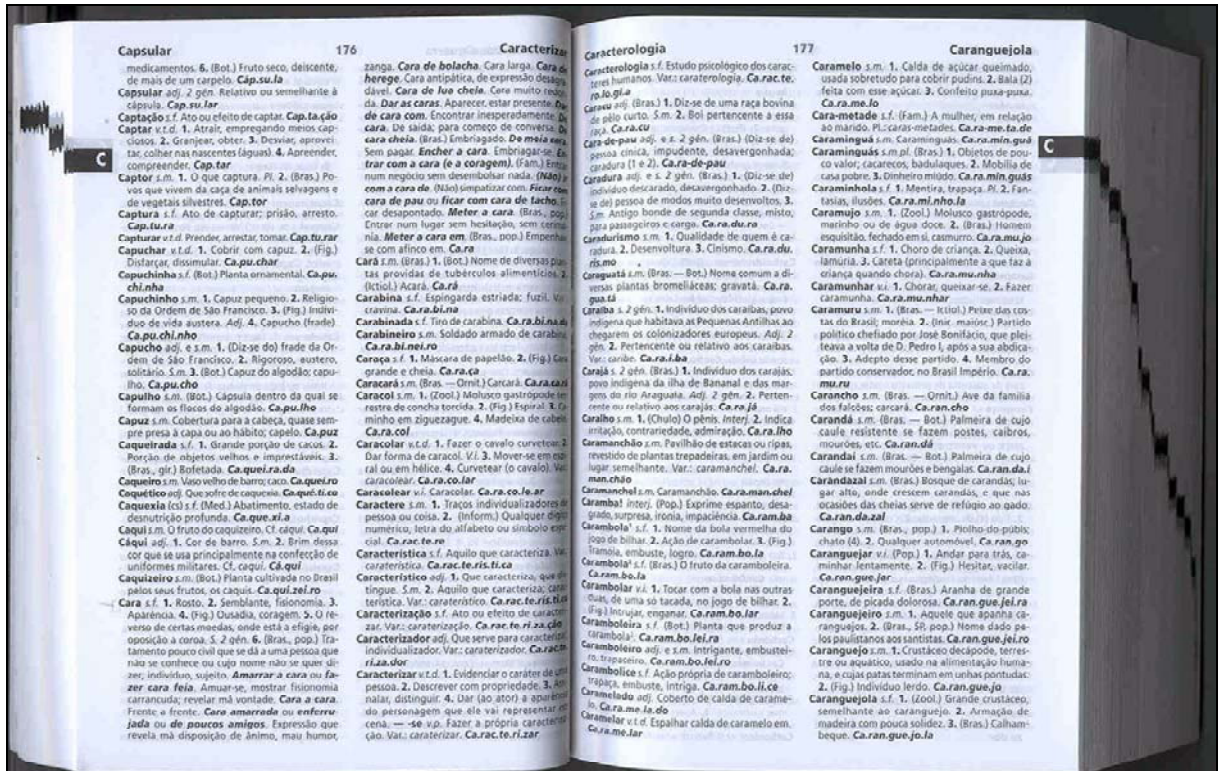 Capsular 176 Caracterizar
medicamentos. 6. (Bot.) Fruto seco, deiscente,
de mais de um carpelo. Cáp.su.la
Capsular adj. 2 gên. Relativo ou semelhante à
cápsula. Cap.su.lar
Captação s.f. Ato ou efeito de captar. Cap.ta.ção
Captar v.t.d. 1. Atrair, empregando meios cap-
ciosos. 2. Granjear, obter. 3. Desviar, aprovei-
tar, colher nas nascentes (águas). 4. Apreender,
compreender. Cap.tar
Captor s.m. 1. O que captura. Pl. 2. (Bras.) Po-
vos que vivem da caça de animais selvagens e
de vegetais silvestres. Cap.tor
Captura s.f. Ato de capturar; prisão, arresto.
Cap.tu.ra
Capturar v.t.d. Prender, arrestar, tomar. Cap.tu.rar
Capuchar v.t.d. 1. Cobrir com capuz. 2. (Fig.)
Disfarçar, dissimular. Ca.pu.char
Capuchinha s.f. (Bot.) Planta ornamental. Ca.pu.
chi.nha
Capuchinho s.m. 1. Capuz pequeno. 2. Religio-
so da Ordem de São Francisco. 3. (Fig.) Indiví-
duo de vida austera. Adj. 4. Capucho (frade).
Ca.pu.chi.nho
Capucho adj. e s.m. 1. (Diz-se do) frade da Or-
dem de São Francisco. 2. Rigoroso, austero,
solitário. S.m. 3. (Bot.) Capuz do algodão; capu-
lho. Ca.pu.cho
Capulho s.m. (Bot.) Cápsula dentro da qual se
formam os flocos do algodão. Ca.pu.lho
Capuz s.m. Cobertura para a cabeça, quase sem-
pre presa à capa ou ao hábito; capelo. Ca.puz
Caqueirada s.f. 1. Grande porção de cacos. 2.
Porção de objetos velhos e imprestáveis. 3.
(Bras., gír.) Bofetada. Ca.quei.ra.da
Caqueiro s.m. Vaso velho de barro; caco. Ca.quei.ro
Caquético adj. Que sofre de caquexia. Ca.qué.ti.co
Caquexia (cs) s.f. (Med.) Abatimento, estado de
desnutrição profunda. Ca.que.xi.a
Caqui s.m. O fruto do caquizeiro. Cf. cáqui. Ca.qui
Cáqui adj. 1. Cor de barro. S.m. 2. Brim dessa
cor que se usa principalmente na confecção de
uniformes militares. Cf. caqui. Cá.qui
Caquizeiro s.m. (Bot.) Planta cultivada no Brasil
pelos seus frutos, os caquis. Ca.qui.zei.ro
Cara s.f. 1. Rosto. 2. Semblante, fisionomia. 3.
Aparência. 4. (Fig.) Ousadia, coragem. 5. O re-
verso de certas moedas, onde está a efígie, por
oposição a coroa. S. 2 gên. 6. (Bras., pop.) Tra-
tamento pouco civil que se dá a uma pessoa que
não se conhece ou cujo nome não se quer di-
zer; indivíduo, sujeito. Amarrar a cara ou fa-
zer cara feia. Amuar-se, mostrar fisionomia
carrancuda; revelar má vontade. Cara a cara.
Frente a frente. Cara amarrada ou enferru-
jada ou de poucos amigos. Expressão que
revela má disposição de ânimo, mau humor,
zanga. Cara de bolacha. Cara larga. Cara de
herege. Cara antipática, de expressão desagra-
dável. Cara de lua cheia. Cara muito redon-
da. Dar as caras. Aparecer, estar presente. Dar
de cara com. Encontrar inesperadamente. De
cara. De saída; para começo de conversa. De
cara cheia. (Bras.) Embriagado. De meia cara.
Sem pagar. Encher a cara. Embriagar-se. En-
trar com a cara (e a coragem). (Fam.) Entrar
num negócio sem desembolsar nada. (Não) ir
com a cara de. (Não) simpatizar com. Ficar com
cara de pau ou ficar com cara de tacho. Fi-
car desapontado. Meter a cara. (Bras., pop.)
Entrar num lugar sem hesitação, sem cerimô-
nia. Meter a cara em. (Bras., pop.) Empenhar-
se com afinco em. Ca.ra
Cará s.m. (Bras.) 1. (Bot.) Nome de diversas plan-
tas providas de tubérculos alimentícios. 2.
(Ictiol.) Acará. Ca.rá
Carabina s.f. Espingarda estriada; fuzil. Var.:
cravina. Ca.ra.bi.na
Carabinada s.f. Tiro de carabina. Ca.ra.bi.na.da
Carabineiro s.m. Soldado armado de carabina.
Ca.ra.bi.nei.ro
Caraça s.f. 1. Máscara de papelão. 2. (Fig.) Cara
grande e cheia. Ca.ra.ça
Caracará s.m. (Bras. — Ornit.) Carcará. Ca.ra.ca.rá
Caracol s.m. 1. (Zool.) Molusco gastrópode ter-
restre de concha torcida. 2. (Fig.) Espiral. 3. Ca-
minho em ziguezague. 4. Madeixa de cabelo.
Ca.ra.col
Caracolar v.t.d. 1. Fazer o cavalo curvetear. 2.
Dar forma de caracol. V.i. 3. Mover-se em espi-
ral ou em hélice. 4. Curvetear (o cavalo). Var.:
caracolear. Ca.ra.co.lar
Caracolear v.i. Caracolar. Ca.ra.co.le.ar
Caractere s.m. 1. Traços individualizadores de
pessoa ou coisa. 2. (Inform.) Qualquer dígito
numérico, letra do alfabeto ou símbolo espe-
cial. Ca.rac.te.re
Característica s.f. Aquilo que caracteriza. Var.:
caraterística. Ca.rac.te.rís.ti.ca
Característico adj. 1. Que caracteriza, que dis-
tingue. S.m. 2. Aquilo que caracteriza; carac-
terística. Var.: caraterístico. Ca.rac.te.rís.ti.co
Caracterização s.f. Ato ou efeito de caracteri-
zar. Var.: caraterização. Ca.rac.te.ri.za.ção
Caracterizador adj. Que serve para caracterizar;
individualizador. Var.: caraterizador. Ca.rac.te.
ri.za.dor
Caracterizar v.t.d. 1. Evidenciar o caráter de uma
pessoa. 2. Descrever com propriedade. 3. Assi-
nalar, distinguir. 4. Dar (ao ator) a aparência
do personagem que ele vai representar em
cena. — -se v.p. Fazer a própria caracteriza-
ção. Var.: caraterizar. Ca.rac.te.ri.zar
C
Caracterologia 177 Caranguejola
Caracterologia s.f. Estudo psicológico dos carac-
teres humanos. Var.: caraterologia. Ca.rac.te.
ro.lo.gi.a
Caracu adj. (Bras.) 1. Diz-se de uma raça bovina
de pêlo curto. S.m. 2. Boi pertencente a essa
raça. Ca.ra.cu
Cara-de-pau adj. e s. 2 gên. (Bras.) (Diz-se de)
pessoa cínica, impudente, desavergonhada;
caradura (1 e 2). Ca.ra-de-pau
Caradura adj. e s. 2 gên. (Bras.) 1. (Diz-se de)
indivíduo descarado, desavergonhado. 2. (Diz-
se de) pessoa de modos muito desenvoltos. 3.
S.m. Antigo bonde de segunda classe, misto,
para passageiros e carga. Ca.ra.du.ra
Caradurismo s.m. 1. Qualidade de quem é ca-
radura. 2. Desenvoltura. 3. Cinismo. Ca.ra.du.
ris.mo
Caraguatá s.m. (Bras. — Bot.) Nome comum a di-
versas plantas bromeliáceas; gravatá. Ca.ra.
gua.tá
Caraíba s. 2 gên. 1. Indivíduo dos caraíbas, povo
indígena que habitava as Pequenas Antilhas ao
chegarem os colonizadores europeus. Adj. 2
gên. 2. Pertencente ou relativo aos caraíbas.
Var.: caribe. Ca.ra.í.ba
Carajá s. 2 gên. (Bras.) 1. Indivíduo dos carajás,
povo indígena da ilha de Bananal e das mar-
gens do rio Araguaia. Adj. 2 gên. 2. Perten-
cente ou relativo aos carajás. Ca.ra.já
Caralho s.m. 1. (Chulo) O pênis. Interj. 2. Indica
irritação, contrariedade, admiração. Ca.ra.lho
Caramanchão s.m. Pavilhão de estacas ou ripas,
revestido de plantas trepadeiras, em jardim ou
lugar semelhante. Var.: caramanchel. Ca.ra.
man.chão
Caramanchel s.m. Caramanchão. Ca.ra.man.chel
Caramba! interj. (Pop.) Exprime espanto, desa-
grado, surpresa, ironia, impaciência. Ca.ram.ba
Carambola¹ s.f. 1. Nome da bola vermelha do
jogo de bilhar. 2. Ação de carambolar. 3. (Fig.)
Tramoia, embuste, logro. Ca.ram.bo.la
Carambola² s.f. (Bras.) O fruto da caramboleira.
Ca.ram.bo.la
Carambolar v.i. 1. Tocar com a bola nas outras
duas, de uma só tacada, no jogo de bilhar. 2.
(Fig.) Intrujar, enganar. Ca.ram.bo.lar
Caramboleira s.f. (Bot.) Planta que produz a
carambola². Ca.ram.bo.lei.ra
Caramboleiro adj. e s.m. Intrigante, embustei-
ro, trapaceiro. Ca.ram.bo.lei.ro
Carambolice s.f. Ação própria de caramboleiro;
trapaça, embuste, intriga. Ca.ram.bo.li.ce
Caramelado adj. Coberto de calda de carame-
lo. Ca.ra.me.la.do
Caramelar v.t.d. Espalhar calda de caramelo em.
Ca.ra.me.lar
Caramelo s.m. 1. Calda de açúcar queimado,
usada sobretudo para cobrir pudins. 2. Bala (2)
feita com esse açúcar. 3. Confeito puxa-puxa.
Ca.ra.me.lo
Cara-metade s.f. (Fam.) A mulher, em relação
ao marido. Pl.: caras-metades. Ca.ra-me.ta.de
Caraminguá s.m. (Bras.) Caraminguás. Ca.ra.min.guá
Caraminguás s.m.pl. (Bras.) 1. Objetos de pou-
co valor; cacarecos, badulaques. 2. Mobília de
casa pobre. 3. Dinheiro miúdo. Ca.ra.min.guás
Caraminhola s.f. 1. Mentira, trapaça. Pl. 2. Fan-
tasias, ilusões. Ca.ra.mi.nho.la
Caramujo s.m. 1. (Zool.) Molusco gastrópode,
marinho ou de água doce. 2. (Bras.) Homem
esquisitão, fechado em si, casmurro. Ca.ra.mu.jo
Caramunha s.f. 1. Choro de criança. 2. Queixa,
lamúria. 3. Careta (principalmente a que faz a
criança quando chora). Ca.ra.mu.nha
Caramunhar v.i. 1. Chorar, queixar-se. 2. Fazer
caramunha. Ca.ra.mu.nhar
Caramuru s.m. 1. (Bras. — Ictiol.) Peixe das cos-
tas do Brasil; moréia. 2. (Inic. maiúsc.) Partido
político chefiado por José Bonifácio, que plei-
teava a volta de D. Pedro I, após a sua abdica-
ção. 3. Adepto desse partido. 4. Membro do
partido conservador, no Brasil Império. Ca.ra.
mu.ru
Carancho s.m. (Bras. — Ornit.) Ave da família
dos falcões; carcará. Ca.ran.cho
Carandá s.m. (Bras. — Bot.) Palmeira de cujo
caule resistente se fazem postes, caibros,
mourões, etc. Ca.ran.dá
Carandaí s.m. (Bras. — Bot.) Palmeira de cujo
caule se fazem mourões e bengalas. Ca.ran.da.í
Carandazal s.m. (Bras.) Bosque de carandás; lu-
gar alto, onde crescem carandás, e que nas
ocasiões das cheias serve de refúgio ao gado.
Ca.ran.da.zal
Carango s.m. (Bras., pop.) 1. Piolho-do-púbis;
chato (4). 2. Qualquer automóvel. Ca.ran.go
Caranguejar v.i. (Pop.) 1. Andar para trás, ca-
minhar lentamente. 2. (Fig.) Hesitar, vacilar.
Ca.ran.gue.jar
Caranguejeira s.f. (Bras.) Aranha de grande
porte, de picada dolorosa. Ca.ran.gue.jei.ra
Caranguejeiro s.m. 1. Aquele que apanha ca-
ranguejos. 2. (Bras., SP, pop.) Nome dado pe-
los paulistanos aos santistas. Ca.ran.gue.jei.ro
Caranguejo s.m. 1. Crustáceo decápode, terres-
tre ou aquático, usado na alimentação huma-
na, e cujas patas terminam em unhas pontudas.
2. (Fig.) Indivíduo lerdo. Ca.ran.gue.jo
Caranguejola s.f. 1. (Zool.) Grande crustáceo,
semelhante ao caranguejo. 2. Armação de
madeira com pouca solidez. 3. (Bras.) Calham-
beque. Ca.ran.gue.jo.la
C